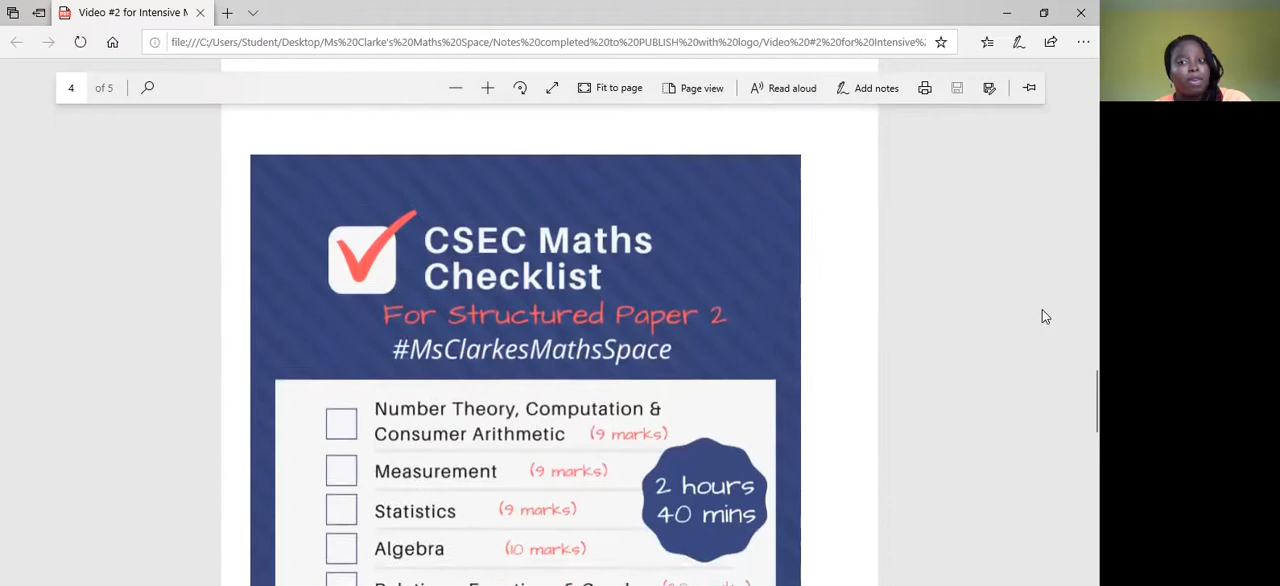 Video #2 for Intensive M
file:///C:/Users/Student/Desktop/Ms%20Clarke's%20Maths%20Space/Notes%20completed%20to%20PUBLISH%20with%20logo/Video%20#2%20for%20Intensive%
4 of 5
Fit to page
Page view
Read aloud
Add notes
CSEC Maths
Checklist
For Structured Paper 2
#MsClarkesMathsSpace
Number Theory, Computation &
Consumer Arithmetic (9 marks)
Measurement (9 marks)
2 hours
40 mins
Statistics (9 marks)
Algebra (10 marks)